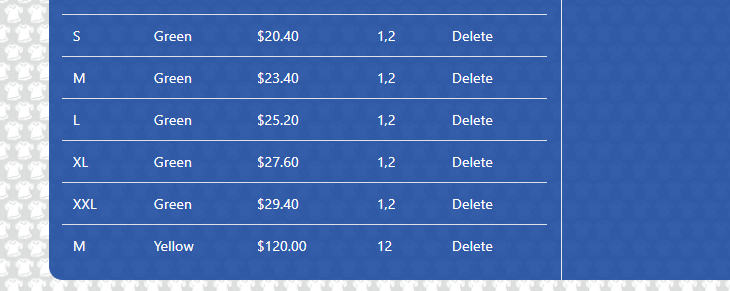 S Green $20.40 1,2 Delete
M Green $23.40 1,2 Delete
L Green $25.20 1,2 Delete
XL Green $27.60 1,2 Delete
XXL Green $29.40 1,2 Delete
M Yellow $120.00 12 Delete